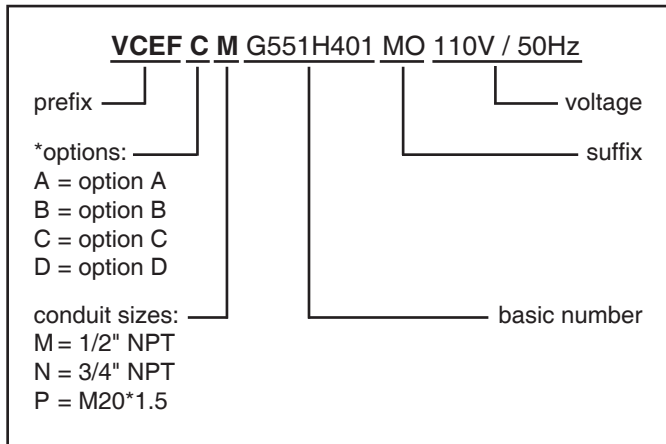 VCEF C M G551H401 MO 110V / 50Hz
prefix
voltage
*options:
suffix
A = option A
B = option B
C = option C
D = option D
conduit sizes:
basic number
M = 1/2" NPT
N = 3/4" NPT
P = M20*1.5